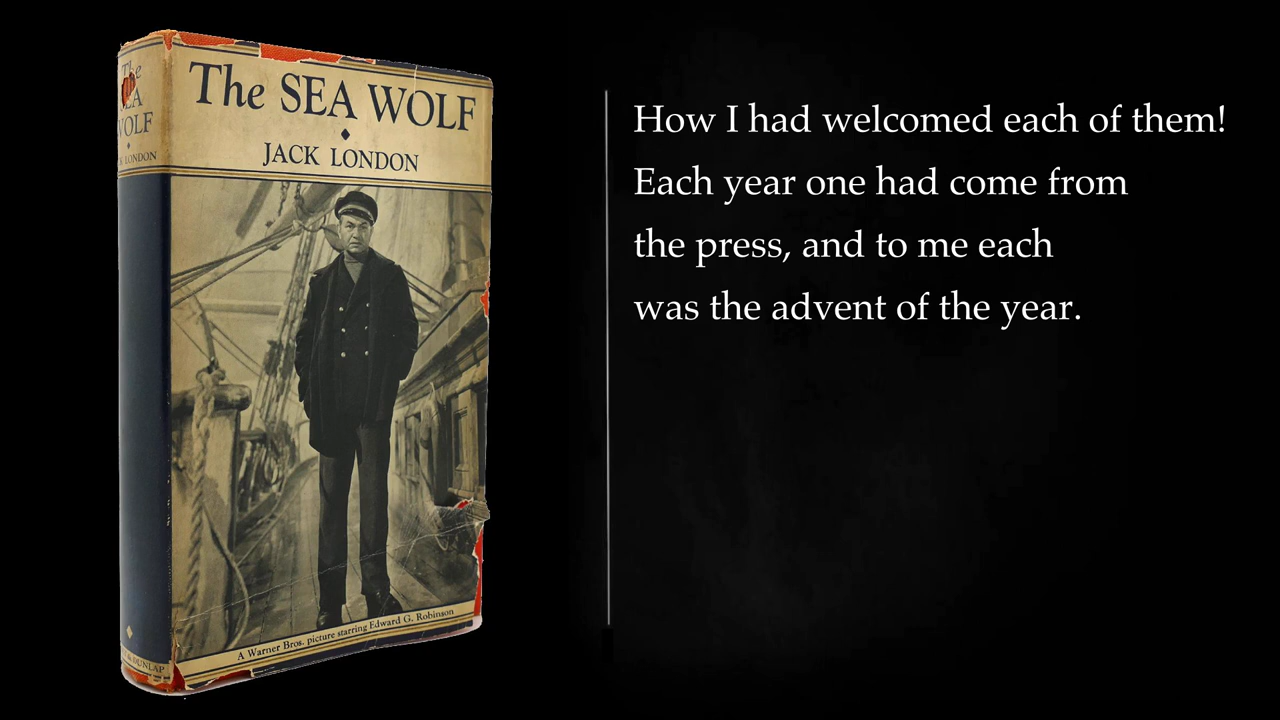 The SEA WOLF
JACK LONDON
A Warner Bros. picture starring Edward G. Robinson
The
WOLF
LONDON
DUNLAP
How I had welcomed each of them!
Each year one had come from
the press, and to me each
was the advent of the year.